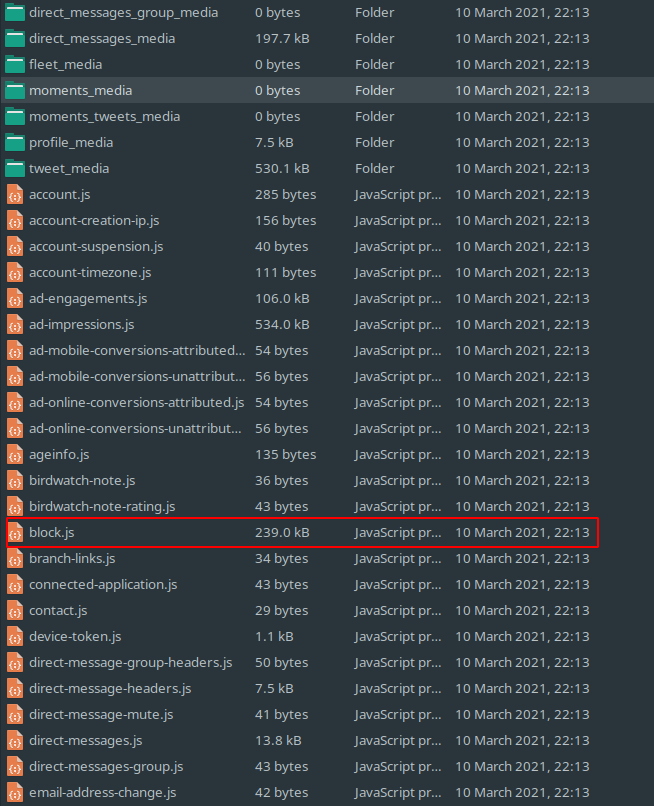 direct_messages_group_media 0 bytes Folder 10 March 2021, 22:13
direct_messages_media 197.7 kB Folder 10 March 2021, 22:13
fleet_media 0 bytes Folder 10 March 2021, 22:13
moments_media 0 bytes Folder 10 March 2021, 22:13
moments_tweets_media 0 bytes Folder 10 March 2021, 22:13
profile_media 7.5 kB Folder 10 March 2021, 22:13
tweet_media 530.1 kB Folder 10 March 2021, 22:13
account.js 285 bytes JavaScript pr... 10 March 2021, 22:13
account-creation-ip.js 156 bytes JavaScript pr... 10 March 2021, 22:13
account-suspension.js 40 bytes JavaScript pr... 10 March 2021, 22:13
account-timezone.js 111 bytes JavaScript pr... 10 March 2021, 22:13
ad-engagements.js 106.0 kB JavaScript pr... 10 March 2021, 22:13
ad-impressions.js 534.0 kB JavaScript pr... 10 March 2021, 22:13
ad-mobile-conversions-attributed... 54 bytes JavaScript pr... 10 March 2021, 22:13
ad-mobile-conversions-unattribut... 56 bytes JavaScript pr... 10 March 2021, 22:13
ad-online-conversions-attributed.js 54 bytes JavaScript pr... 10 March 2021, 22:13
ad-online-conversions-unattribut... 56 bytes JavaScript pr... 10 March 2021, 22:13
ageinfo.js 135 bytes JavaScript pr... 10 March 2021, 22:13
birdwatch-note.js 36 bytes JavaScript pr... 10 March 2021, 22:13
birdwatch-note-rating.js 43 bytes JavaScript pr... 10 March 2021, 22:13
block.js 239.0 kB JavaScript pr... 10 March 2021, 22:13
branch-links.js 34 bytes JavaScript pr... 10 March 2021, 22:13
connected-application.js 43 bytes JavaScript pr... 10 March 2021, 22:13
contact.js 29 bytes JavaScript pr... 10 March 2021, 22:13
device-token.js 1.1 kB JavaScript pr... 10 March 2021, 22:13
direct-message-group-headers.js 50 bytes JavaScript pr... 10 March 2021, 22:13
direct-message-headers.js 7.5 kB JavaScript pr... 10 March 2021, 22:13
direct-message-mute.js 41 bytes JavaScript pr... 10 March 2021, 22:13
direct-messages.js 13.8 kB JavaScript pr... 10 March 2021, 22:13
direct-messages-group.js 43 bytes JavaScript pr... 10 March 2021, 22:13
email-address-change.js 42 bytes JavaScript pr... 10 March 2021, 22:13